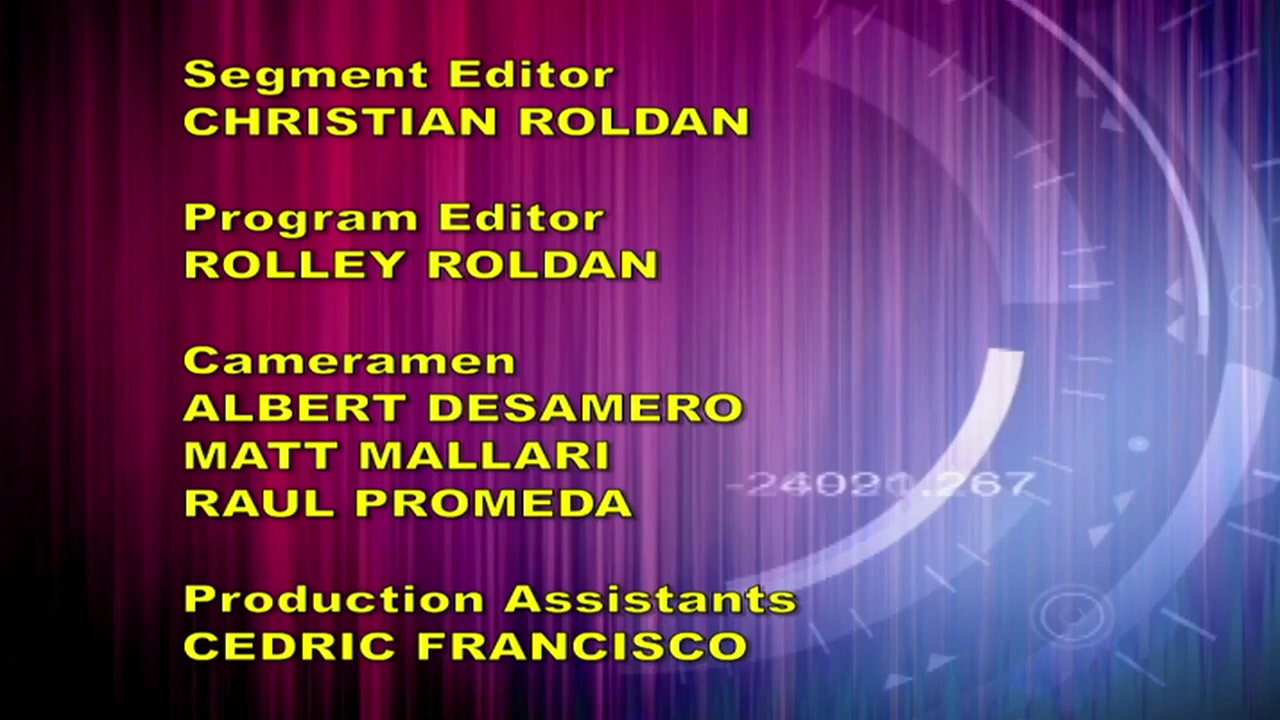 Segment Editor
CHRISTIAN ROLDAN
Program Editor
ROLLEY ROLDAN
Cameramen
ALBERT DESAMERO
MATT MALLARI
RAUL PROMEDA
Production Assistants
CEDRIC FRANCISCO